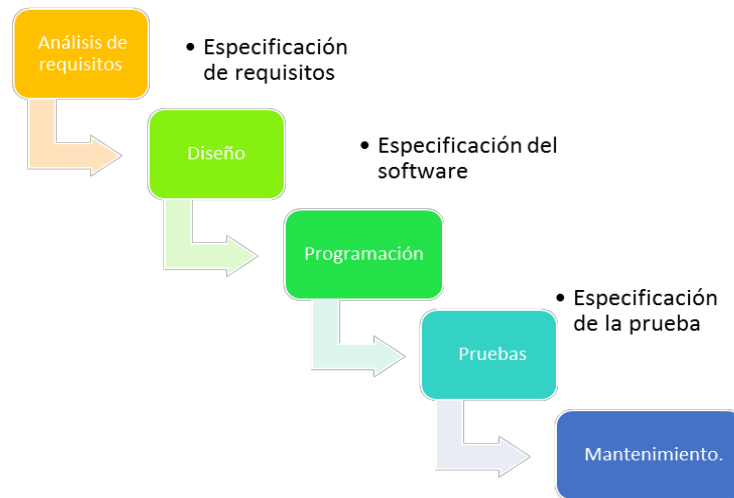 Análisis de
requisitos
• Especificación
de requisitos
Diseño
• Especificación del
software
Programación
• Especificación
de la prueba
Pruebas
Mantenimiento.